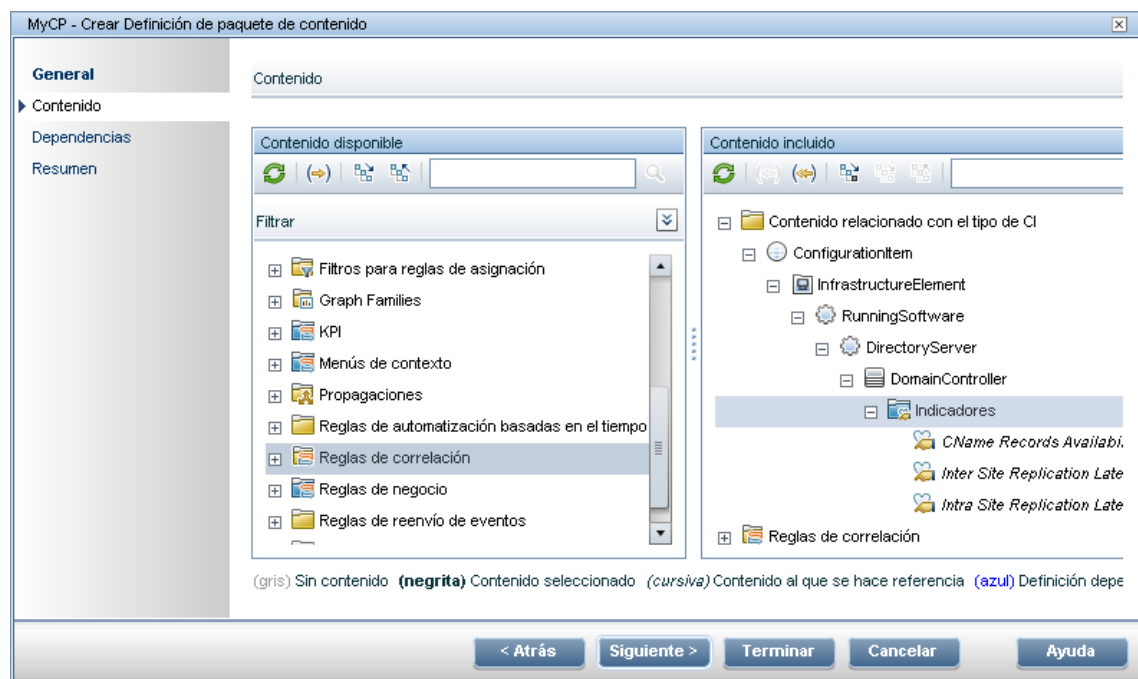 MyCP - Crear Definición de paquete de contenido
General
Contenido
Dependencias
Resumen
Contenido
Contenido disponible
Filtrar
Filtros para reglas de asignación
Graph Families
KPI
Menús de contexto
Propagaciones
Reglas de automatización basadas en el tiempo
Reglas de correlación
Reglas de negocio
Reglas de reenvío de eventos
Contenido incluido
Contenido relacionado con el tipo de CI
ConfigurationItem
InfrastructureElement
RunningSoftware
DirectoryServer
DomainController
Indicadores
CName Records Availabi.
Inter Site Replication Late
Intra Site Replication Late
Reglas de correlación
(gris) Sin contenido (negrita) Contenido seleccionado (cursiva) Contenido al que se hace referencia (azul) Definición depe
< Atrás Siguiente > Terminar Cancelar Ayuda